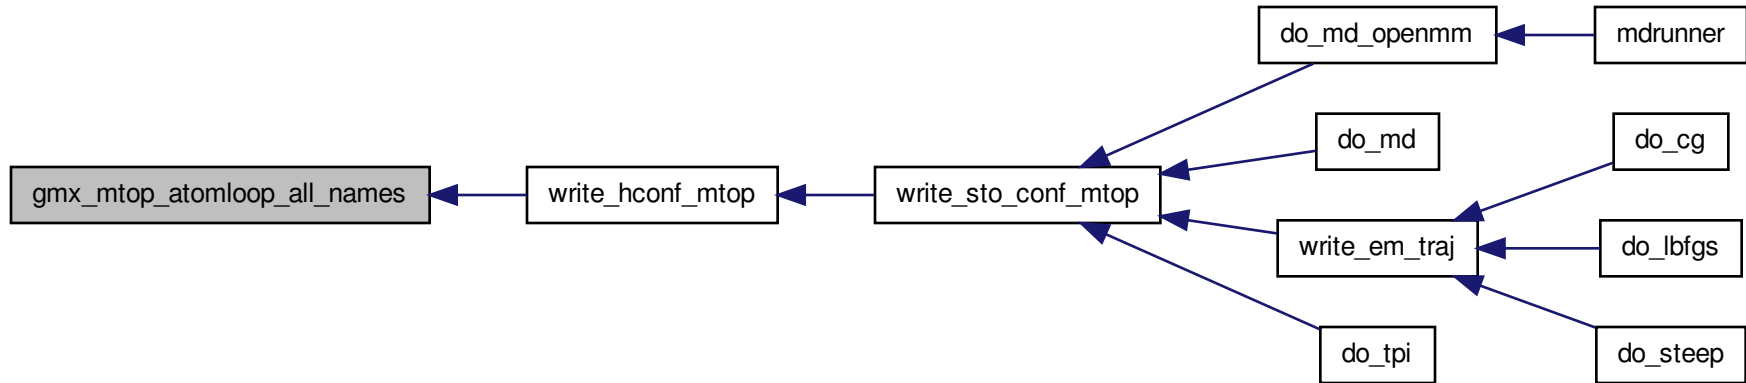 gmx_mtop_atomloop_all_names
write_hconf_mtop
write_sto_conf_mtop
do_md_openmm
mdrunner
do_md
write_em_traj
do_cg
do_lbfgs
do_steep
do_tpi